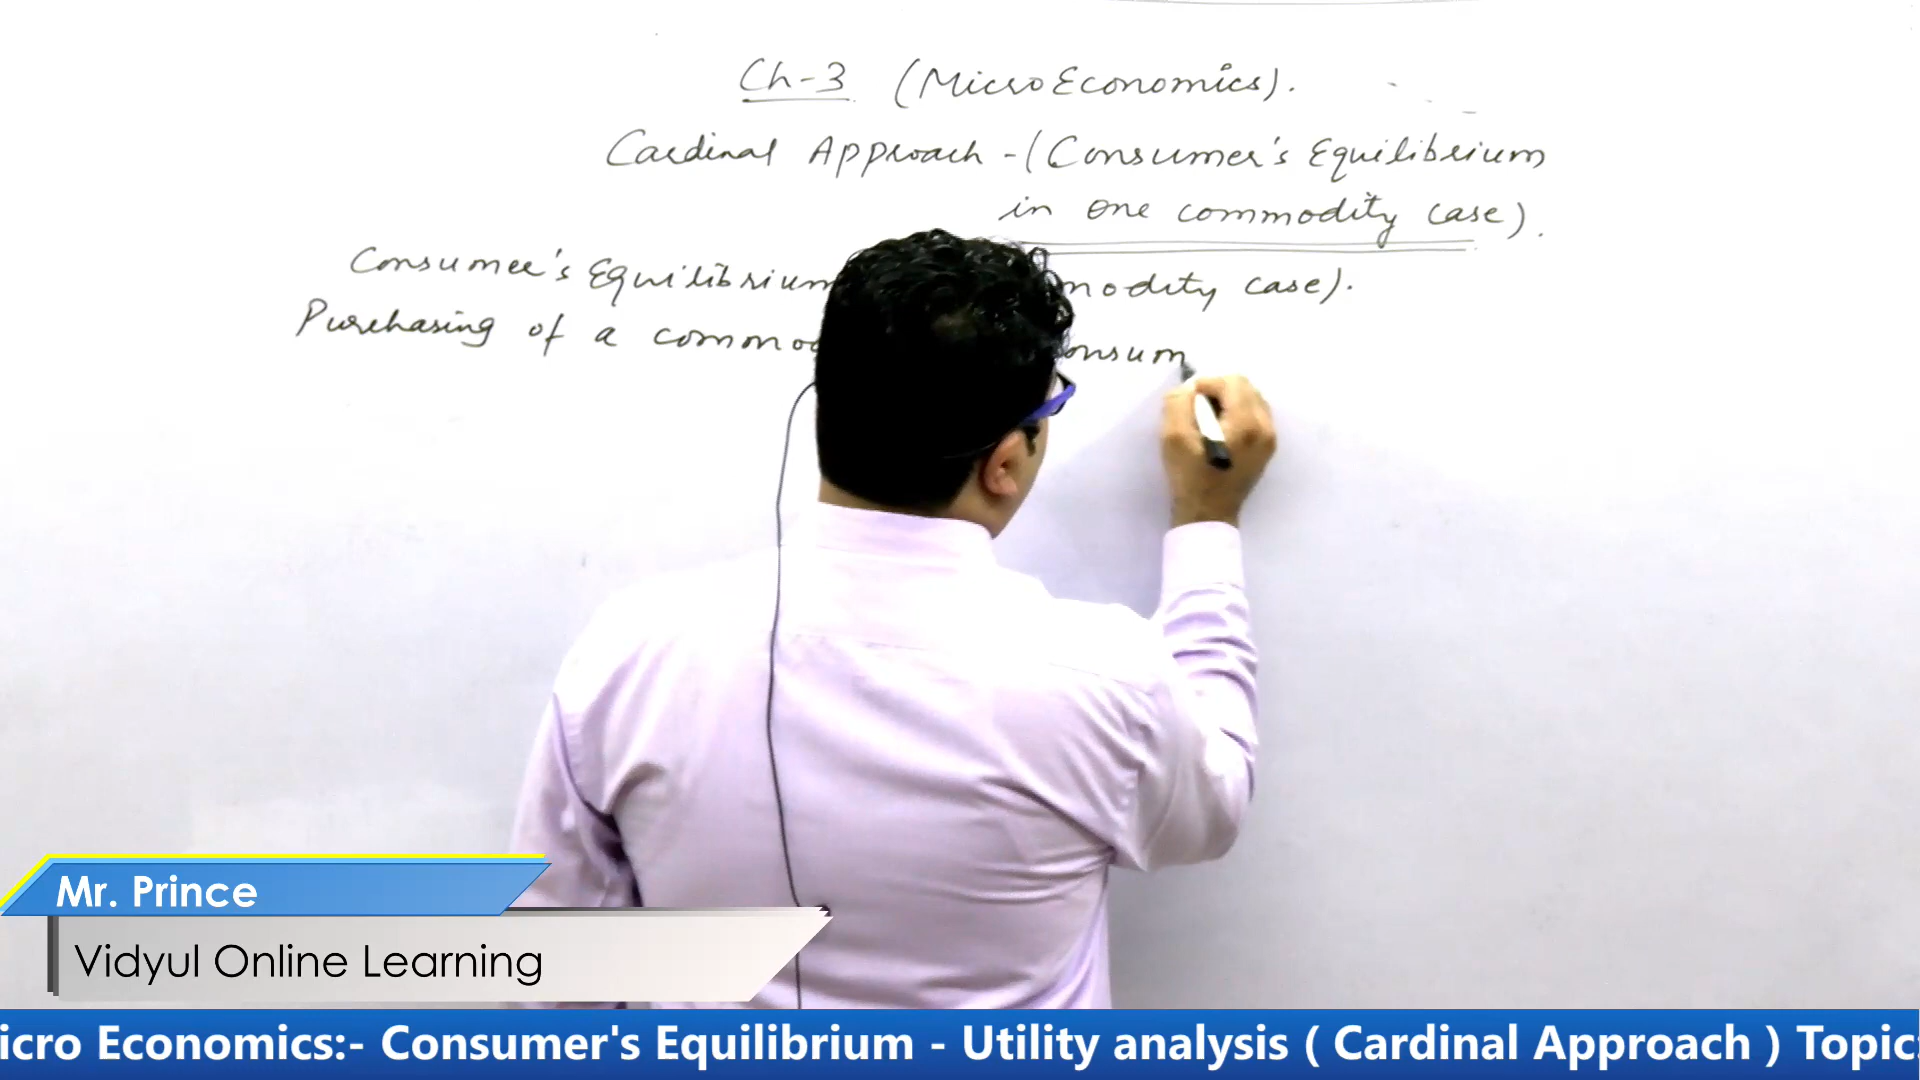 Ch-3 (MicroEconomics).
Cardinal Approach - (Consumer's Equilibrium
in one commodity case).
Consumer's Equilibrium modity case).
Purchasing of a commod onsum
Mr. Prince
Vidyul Online Learning
icro Economics:- Consumer's Equilibrium - Utility analysis ( Cardinal Approach ) Topic: